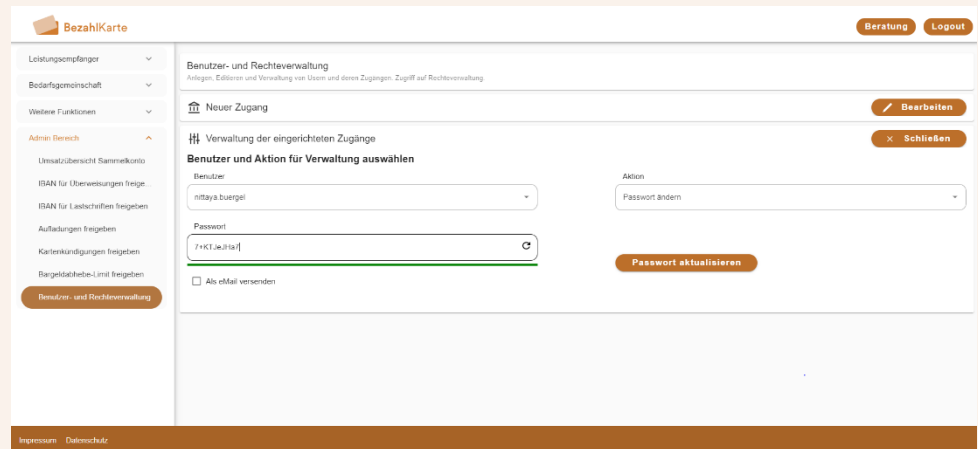 BezahlKarte
Beratung
Logout
Leistungsempfänger
Bedarfsgemeinschaft
Weitere Funktionen
Admin Bereich
Umsatzübersicht Sammelkonto
IBAN für Überweisungen freige...
IBAN für Lastschriften freigeben
Aufladungen freigeben
Kartenkündigungen freigeben
Bargeldabhebe-Limit freigeben
Benutzer- und Rechteverwaltung
Benutzer- und Rechteverwaltung
Anlegen, Editieren und Verwaltung von Usern und deren Zugängen. Zugriff auf Rechteverwaltung.
Neuer Zugang
Bearbeiten
Verwaltung der eingerichteten Zugänge
Schließen
Benutzer und Aktion für Verwaltung auswählen
Benutzer
Aktion
nittaya.buergel
Passwort ändern
Passwort
7+KTJeJHa7
Passwort aktualisieren
Als eMail versenden
Impressum Datenschutz